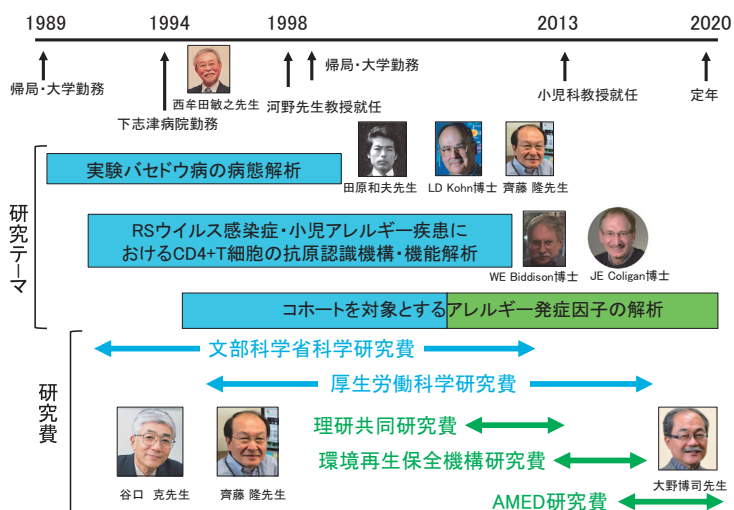 1989 1994 1998 2013 2020
帰局・大学勤務
西牟田敏之先生
下志津病院勤務
河野先生教授就任
帰局・大学勤務
小児科教授就任
定年
研究テーマ
実験バセドウ病の病態解析
田原和夫先生
LD Kohn博士
齊藤 隆先生
RSウイルス感染症・小児アレルギー疾患に
おけるCD4+T細胞の抗原認識機構・機能解析
WE Biddison博士
JE Coligan博士
コホートを対象とするアレルギー発症因子の解析
研究費
文部科学省科学研究費
厚生労働科学研究費
理研共同研究費
環境再生保全機構研究費
AMED研究費
谷口 克先生
齊藤 隆先生
大野博司先生